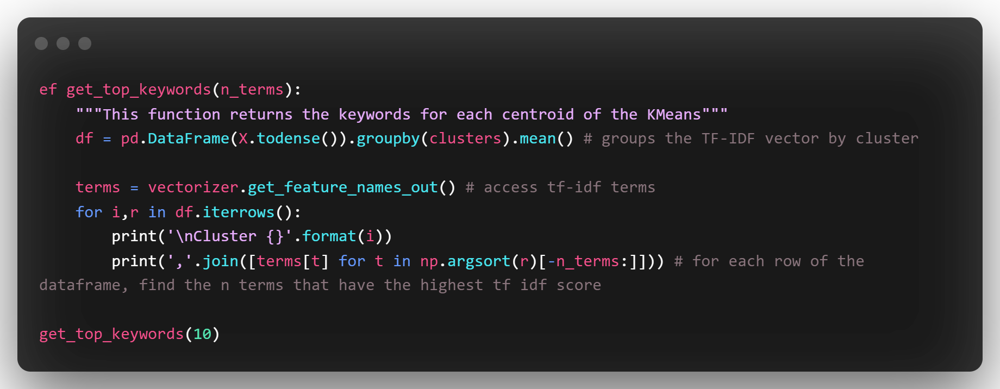 ef get_top_keywords(n_terms):
    """This function returns the keywords for each centroid of the KMeans"""
    df = pd.DataFrame(X.todense()).groupby(clusters).mean() # groups the TF-IDF vector by cluster
    terms = vectorizer.get_feature_names_out() # access tf-idf terms
    for i,r in df.iterrows():
        print('\nCluster {}'.format(i))
        print(','.join([terms[t] for t in np.argsort(r)[-n_terms:]])) # for each row of the
dataframe, find the n terms that have the highest tf idf score
get_top_keywords(10)